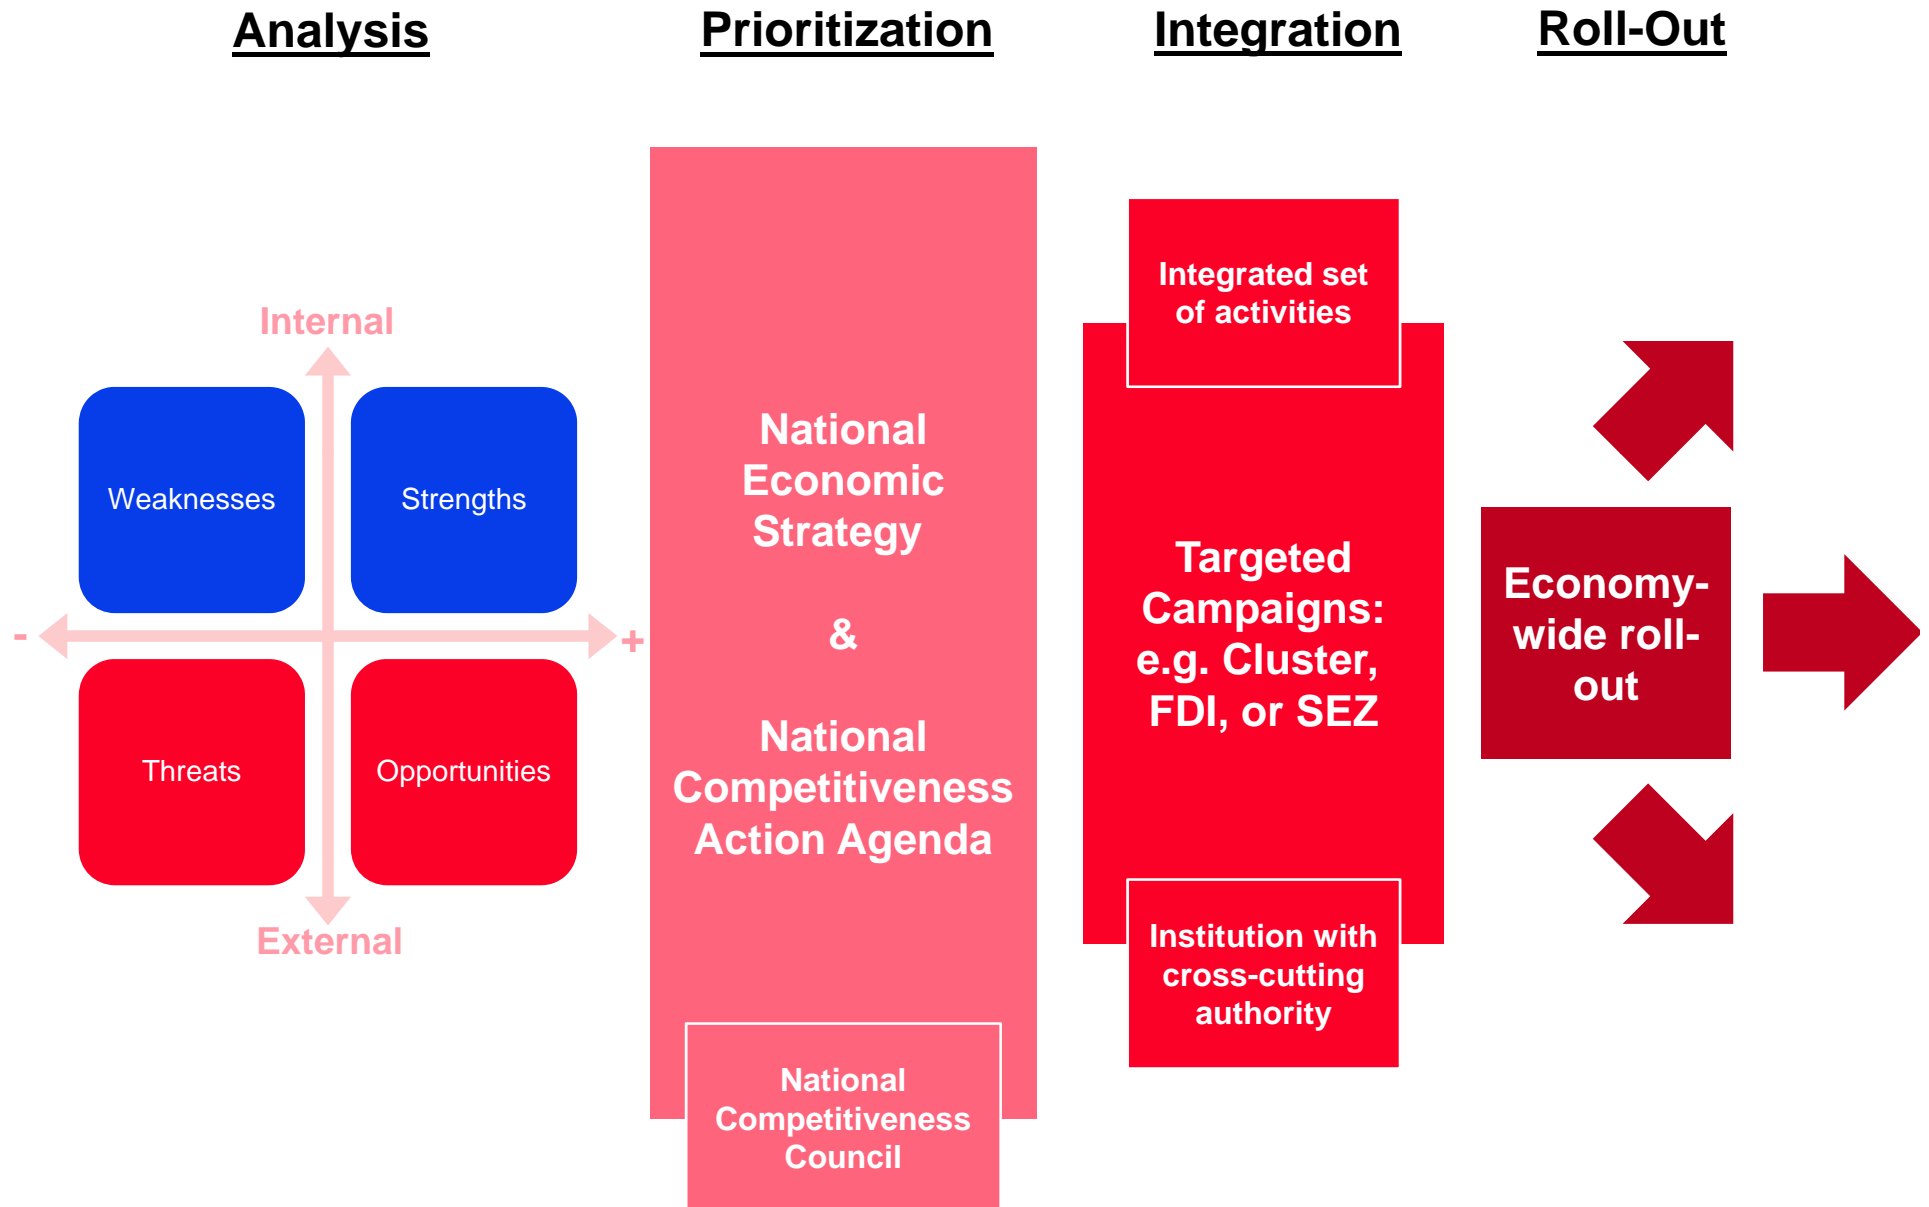 Analysis
Prioritization
Integration
Roll-Out
Internal
Weaknesses
Strengths
-
+
Threats
Opportunities
External
National
Economic
Strategy
&
National
Competitiveness
Action Agenda
National
Competitiveness
Council
Integrated set
of activities
Targeted
Campaigns:
e.g. Cluster,
FDI, or SEZ
Institution with
cross-cutting
authority
Economy-
wide roll-
out